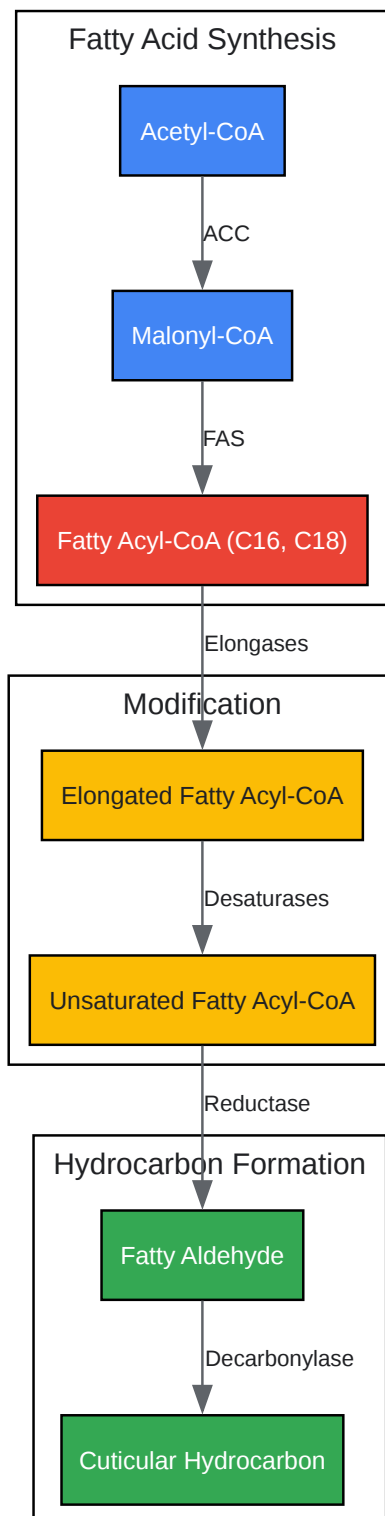 Fatty Acid Synthesis
Acetyl-CoA
ACC
Malonyl-CoA
FAS
Fatty Acyl-CoA (C16, C18)
Elongases
Modification
Elongated Fatty Acyl-CoA
Desaturases
Unsaturated Fatty Acyl-CoA
Reductase
Hydrocarbon Formation
Fatty Aldehyde
Decarbonylase
Cuticular Hydrocarbon